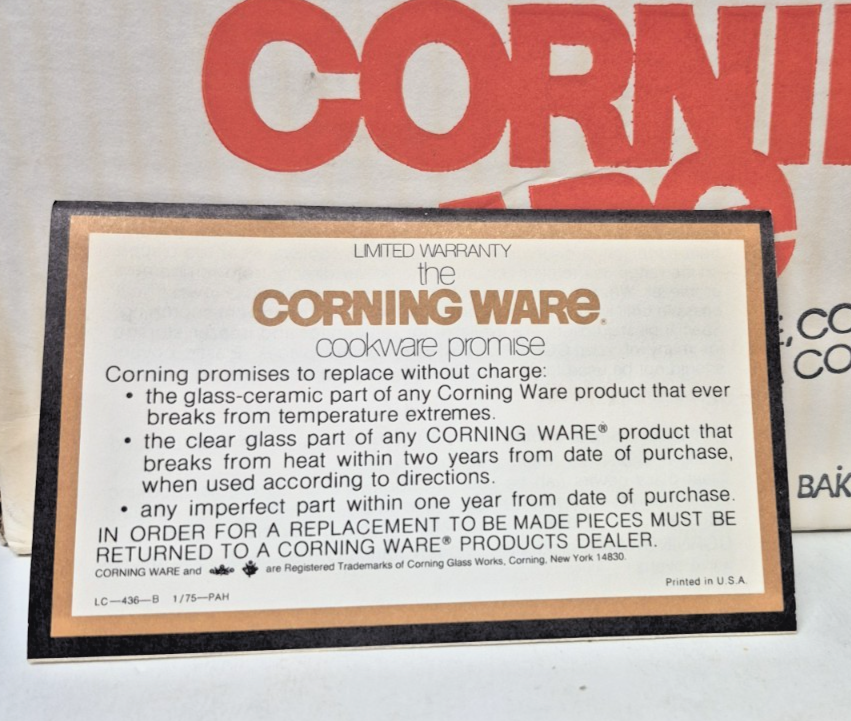 CORNING
LIMITED WARRANTY
the
CORNING WARE®
cookware promise
Corning promises to replace without charge:
• the glass-ceramic part of any Corning Ware product that ever
breaks from temperature extremes.
• the clear glass part of any CORNING WARE® product that
breaks from heat within two years from date of purchase,
when used according to directions.
• any imperfect part within one year from date of purchase.
IN ORDER FOR A REPLACEMENT TO BE MADE PIECES MUST BE
RETURNED TO A CORNING WARE® PRODUCTS DEALER.
CORNING WARE and are Registered Trademarks of Corning Glass Works, Corning, New York 14830.
Printed in U.S.A.
LC—436—B 1/75—PAH